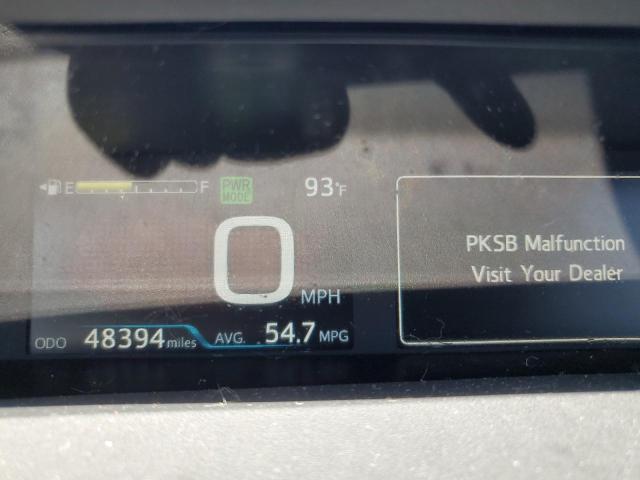 E F PWR MODE 93°F
0 MPH
ODO 48394 miles AVG. 54.7 MPG
PKSB Malfunction
Visit Your Dealer